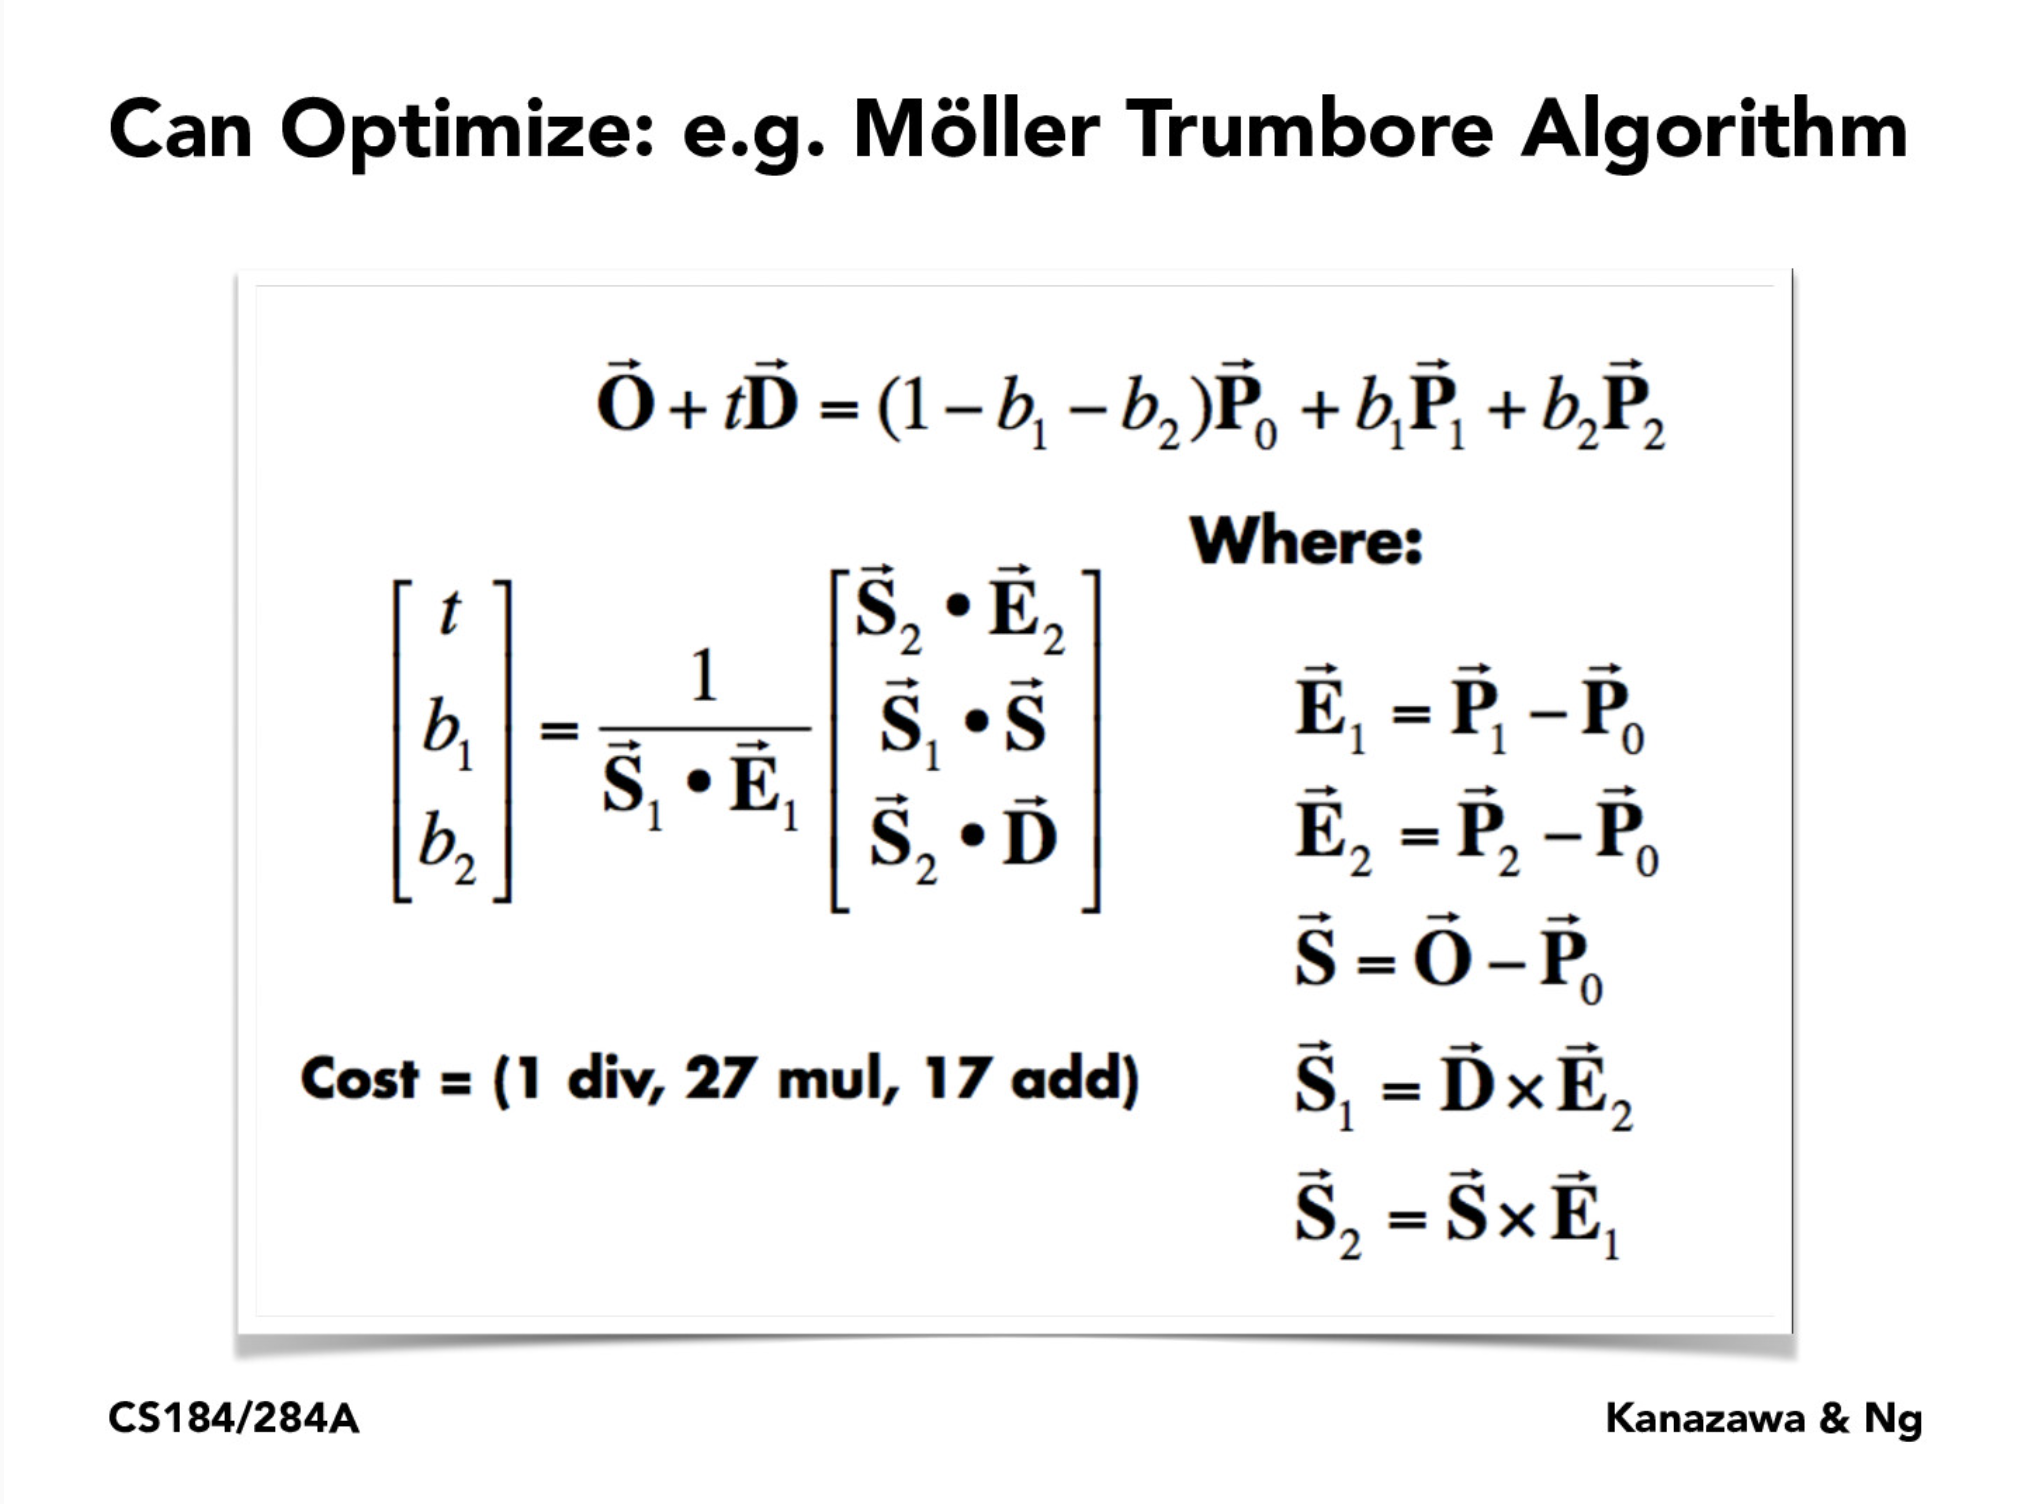 Can Optimize: e.g. Möller Trumbore Algorithm
$\vec{\mathbf{O}} + t\vec{\mathbf{D}} = (1 - b_1 - b_2)\vec{\mathbf{P}}_0 + b_1\vec{\mathbf{P}}_1 + b_2\vec{\mathbf{P}}_2$
$\begin{bmatrix} t \\ b_1 \\ b_2 \end{bmatrix} = \frac{1}{\vec{\mathbf{S}}_1 \bullet \vec{\mathbf{E}}_1} \begin{bmatrix} \vec{\mathbf{S}}_2 \bullet \vec{\mathbf{E}}_2 \\ \vec{\mathbf{S}}_1 \bullet \vec{\mathbf{S}} \\ \vec{\mathbf{S}}_2 \bullet \vec{\mathbf{D}} \end{bmatrix}$
Cost = (1 div, 27 mul, 17 add)
Where:
$\vec{\mathbf{E}}_1 = \vec{\mathbf{P}}_1 - \vec{\mathbf{P}}_0$
$\vec{\mathbf{E}}_2 = \vec{\mathbf{P}}_2 - \vec{\mathbf{P}}_0$
$\vec{\mathbf{S}} = \vec{\mathbf{O}} - \vec{\mathbf{P}}_0$
$\vec{\mathbf{S}}_1 = \vec{\mathbf{D}} \times \vec{\mathbf{E}}_2$
$\vec{\mathbf{S}}_2 = \vec{\mathbf{S}} \times \vec{\mathbf{E}}_1$
CS184/284A
Kanazawa & Ng